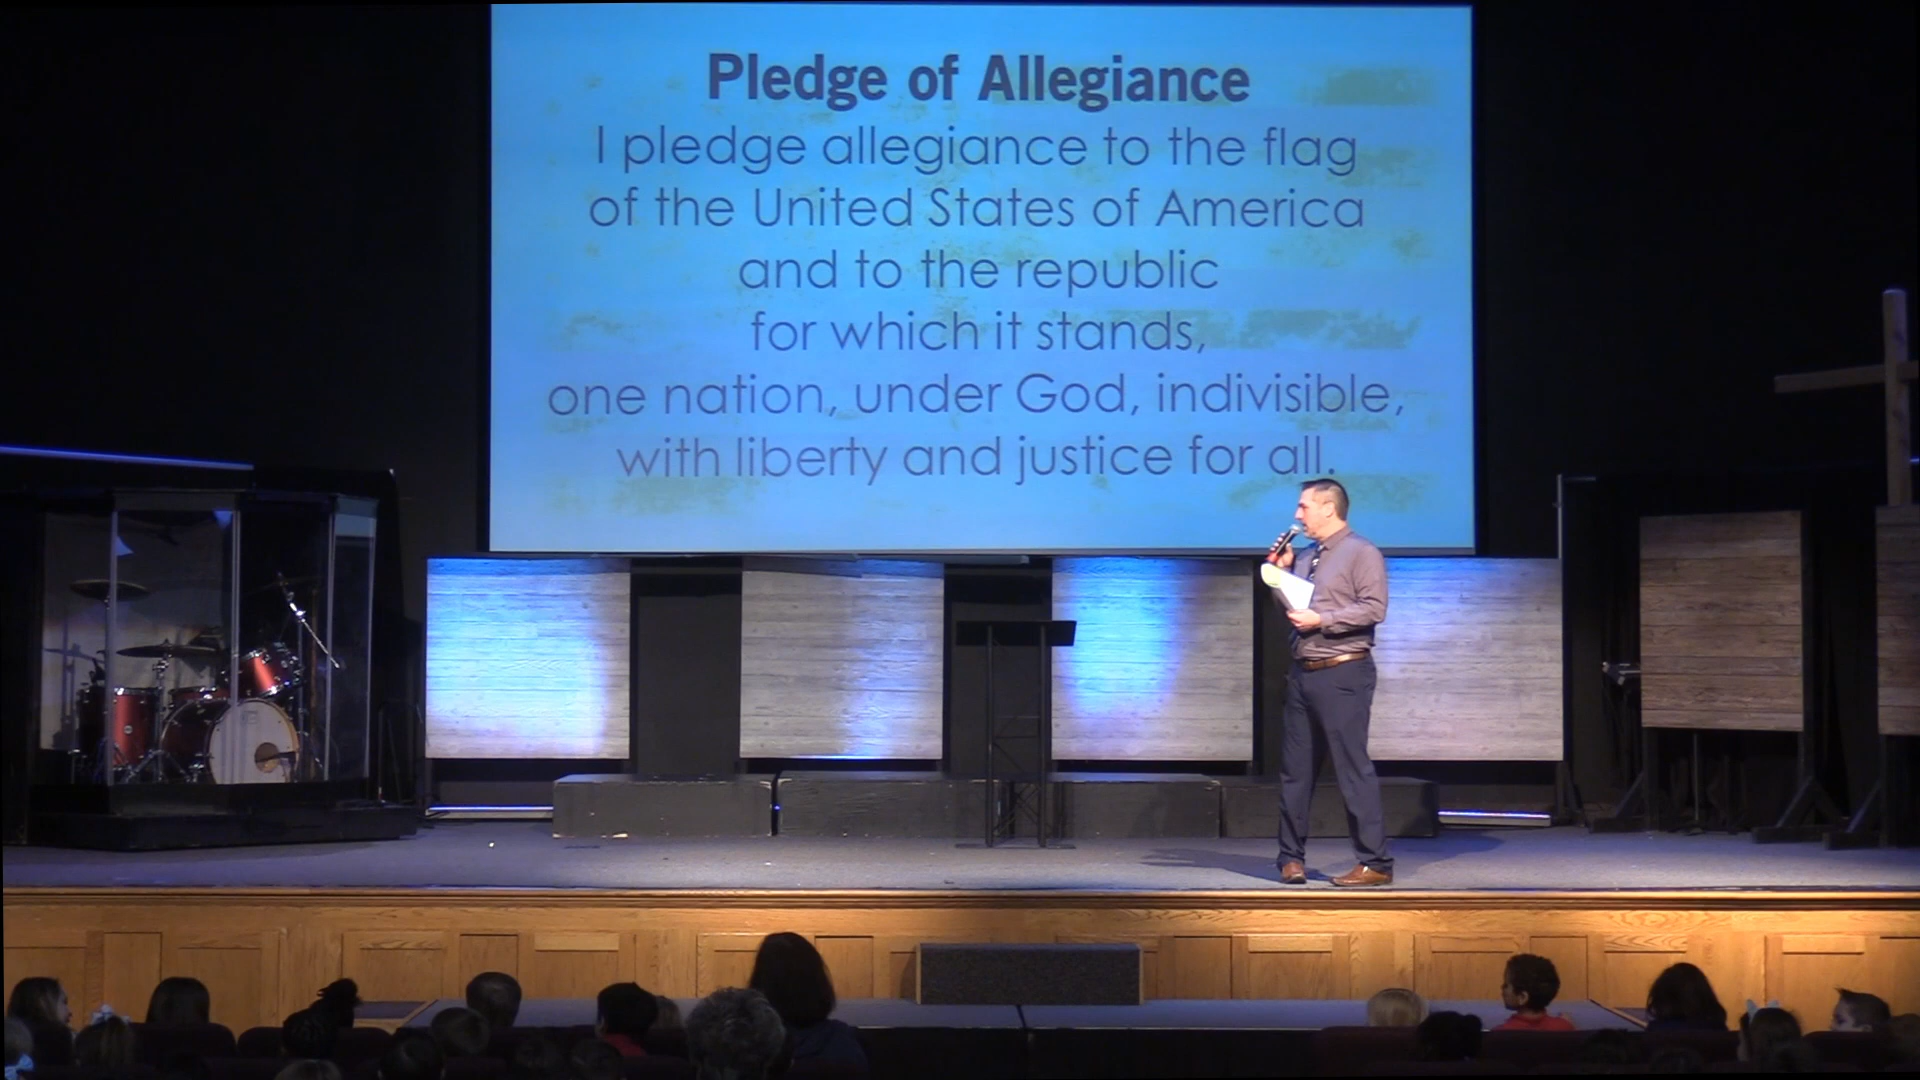 Pledge of Allegiance
I pledge allegiance to the flag
of the United States of America
and to the republic
for which it stands,
one nation, under God, indivisible,
with liberty and justice for all.